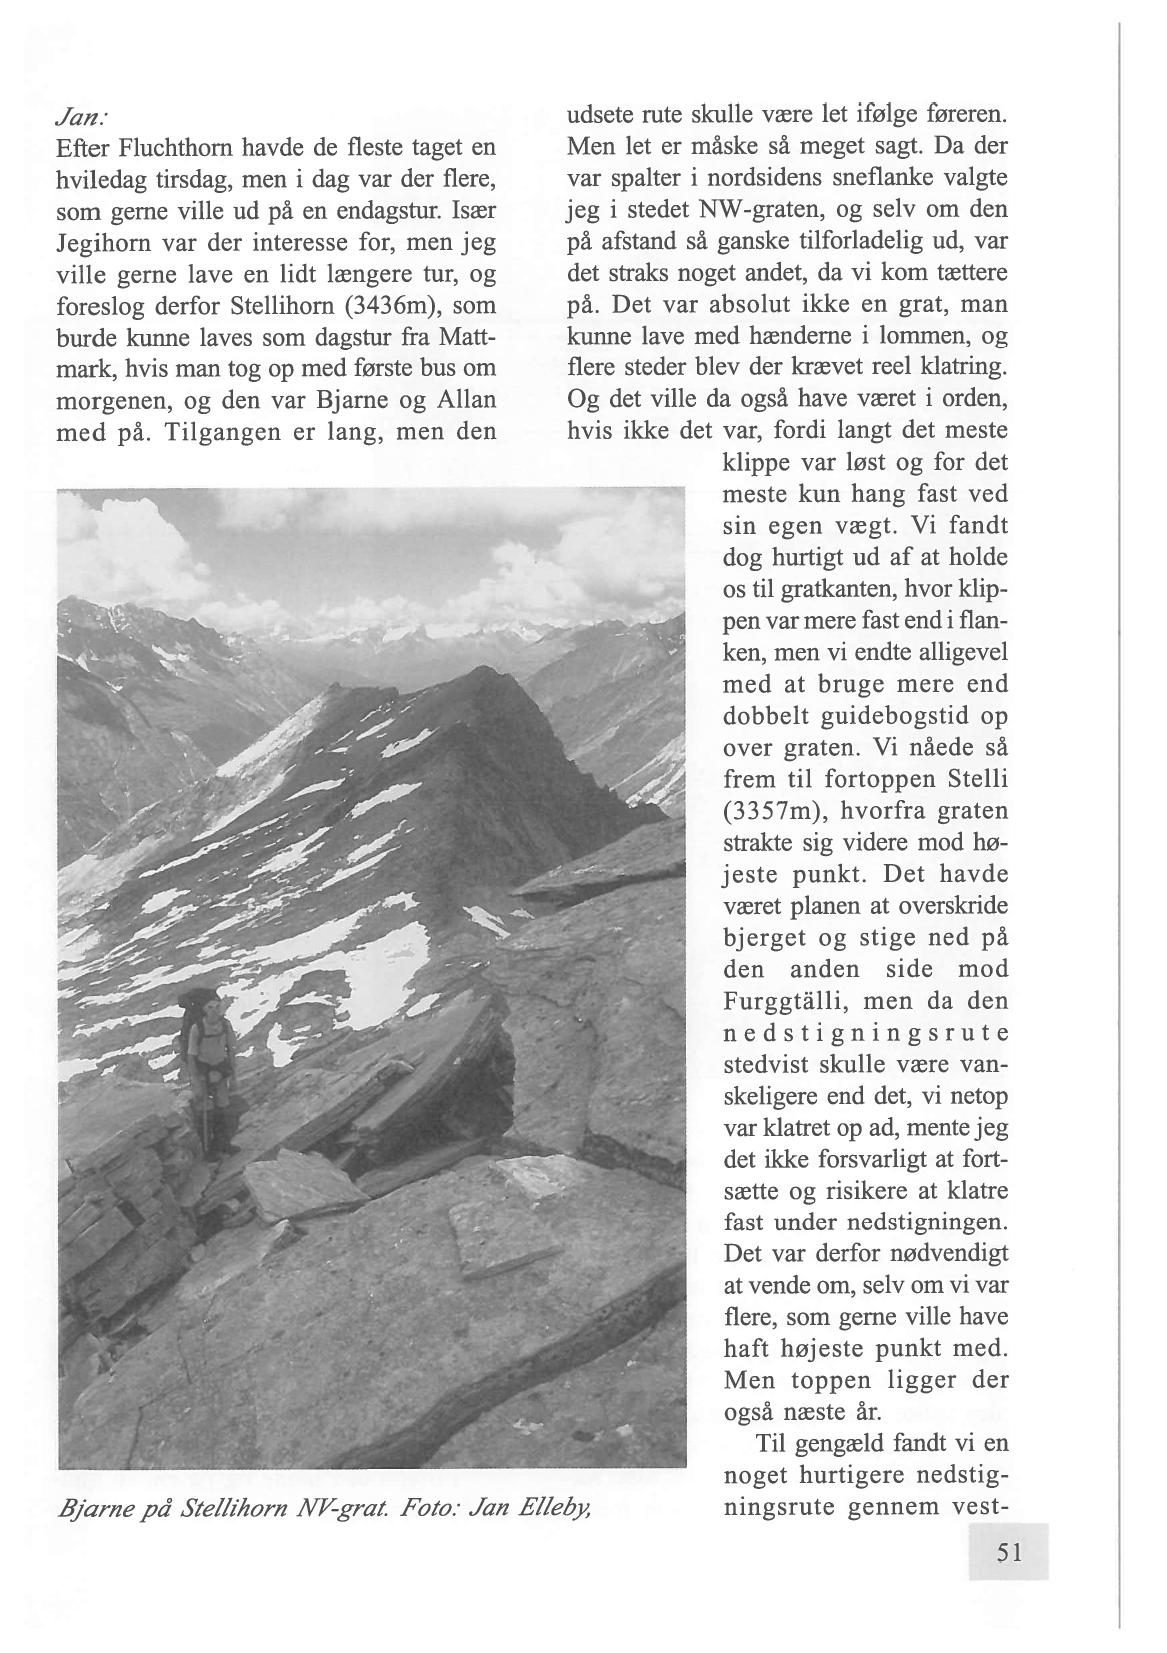 Jan:
Efter Fluchthorn havde de fleste taget en
hviledag tirsdag, men i dag var der flere,
som gerne ville ud på en endagstur. Især
Jegihorn var der interesse for, men jeg
ville gerne lave en lidt længere tur, og
foreslog derfor Stellihorn (3436m), som
burde kunne laves som dagstur fra Matt-
mark, hvis man tog op med første bus om
morgenen, og den var Bjarne og Allan
med på. Tilgangen er lang, men den
udsete rute skulle være let ifølge føreren.
Men let er måske så meget sagt. Da der
var spalter i nordsidens sneflanke valgte
jeg i stedet NW-graten, og selv om den
på afstand så ganske tilforladelig ud, var
det straks noget andet, da vi kom tættere
på. Det var absolut ikke en grat, man
kunne lave med hænderne i lommen, og
flere steder blev der krævet reel klatring.
Og det ville da også have været i orden,
hvis ikke det var, fordi langt det meste
klippe var løst og for det
meste kun hang fast ved
sin egen vægt. Vi fandt
dog hurtigt ud af at holde
os til gratkanten, hvor klip-
pen var mere fast end i flan-
ken, men vi endte alligevel
med at bruge mere end
dobbelt guidebogstid op
over graten. Vi nåede så
frem til fortoppen Stelli
(3357m), hvorfra graten
strakte sig videre mod hø-
jeste punkt. Det havde
været planen at overskride
bjerget og stige ned på
den anden side mod
Furggtälli, men da den
nedstigningsrute
stedvist skulle være van-
skeligere end det, vi netop
var klatret op ad, mente jeg
det ikke forsvarligt at fort-
sætte og risikere at klatre
fast under nedstigningen.
Det var derfor nødvendigt
at vende om, selv om vi var
flere, som gerne ville have
haft højeste punkt med.
Men toppen ligger der
også næste år.
Til gengæld fandt vi en
noget hurtigere nedstig-
ningsrute gennem vest-
Bjarne på Stellihorn NV-grat. Foto: Jan Elleby,
51